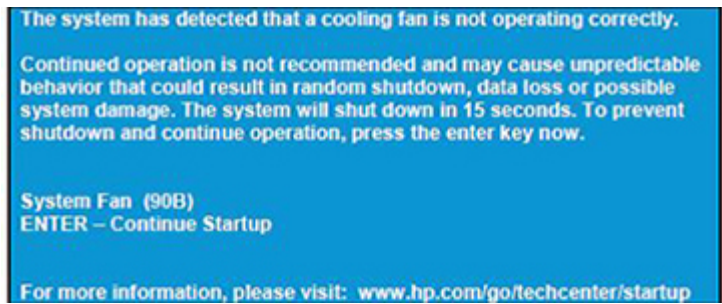 The system has detected that a cooling fan is not operating correctly.
Continued operation is not recommended and may cause unpredictable
behavior that could result in random shutdown, data loss or possible
system damage. The system will shut down in 15 seconds. To prevent
shutdown and continue operation, press the enter key now.
System Fan (90B)
ENTER – Continue Startup
For more information, please visit: www.hp.com/go/techcenter/startup